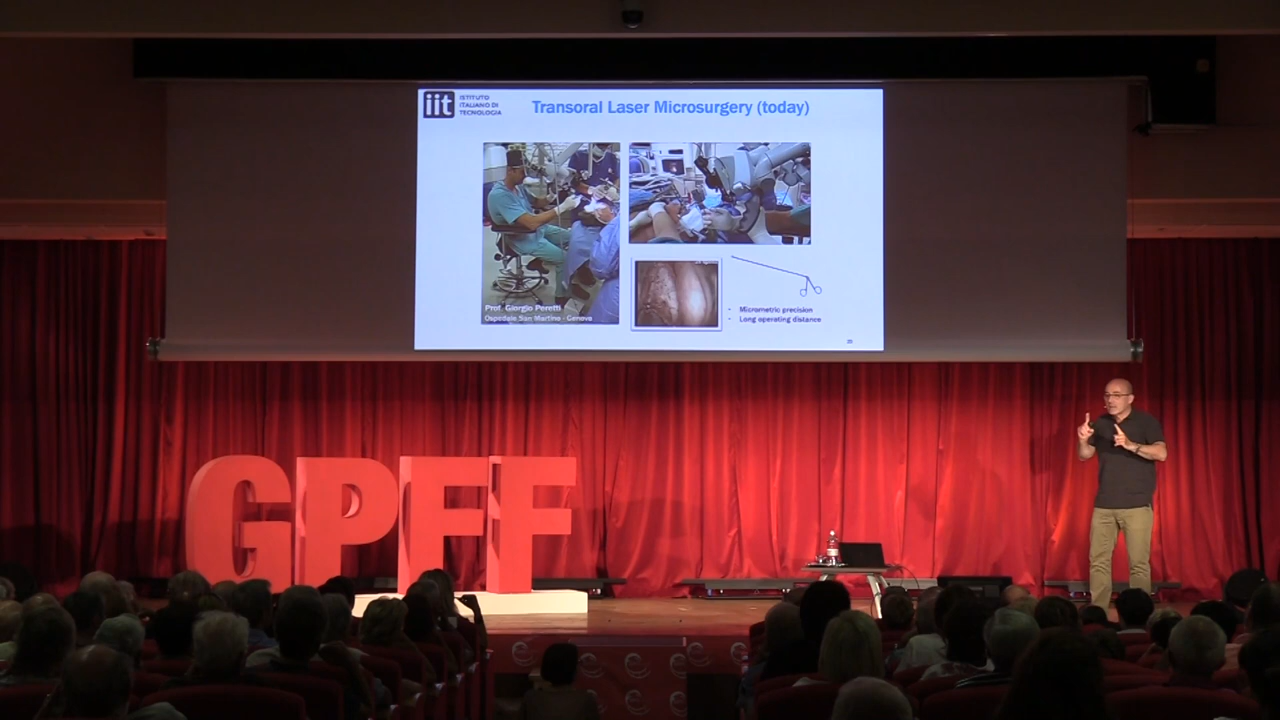 iit
ISTITUTO
ITALIANO DI
TECNOLOGIA
Transoral Laser Microsurgery (today)
Prof. Giorgio Peretti
Ospedale San Martino - Genova
- Micrometric precision
- Long operating distance
GPFF